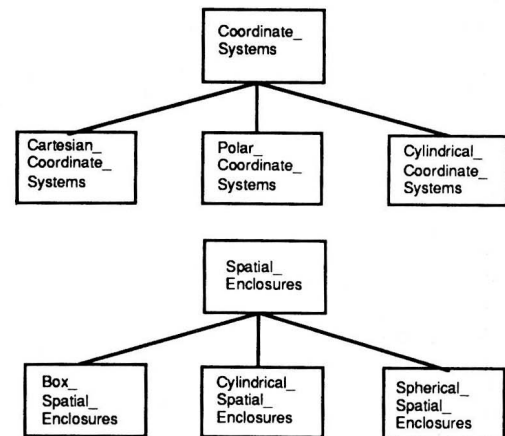 Coordinate_
Systems
Cartesian_
Coordinate_
Systems
Polar_
Coordinate_
Systems
Cylindrical_
Coordinate_
Systems
Spatial_
Enclosures
Box_
Spatial_
Enclosures
Cylindrical_
Spatial_
Enclosures
Spherical_
Spatial_
Enclosures